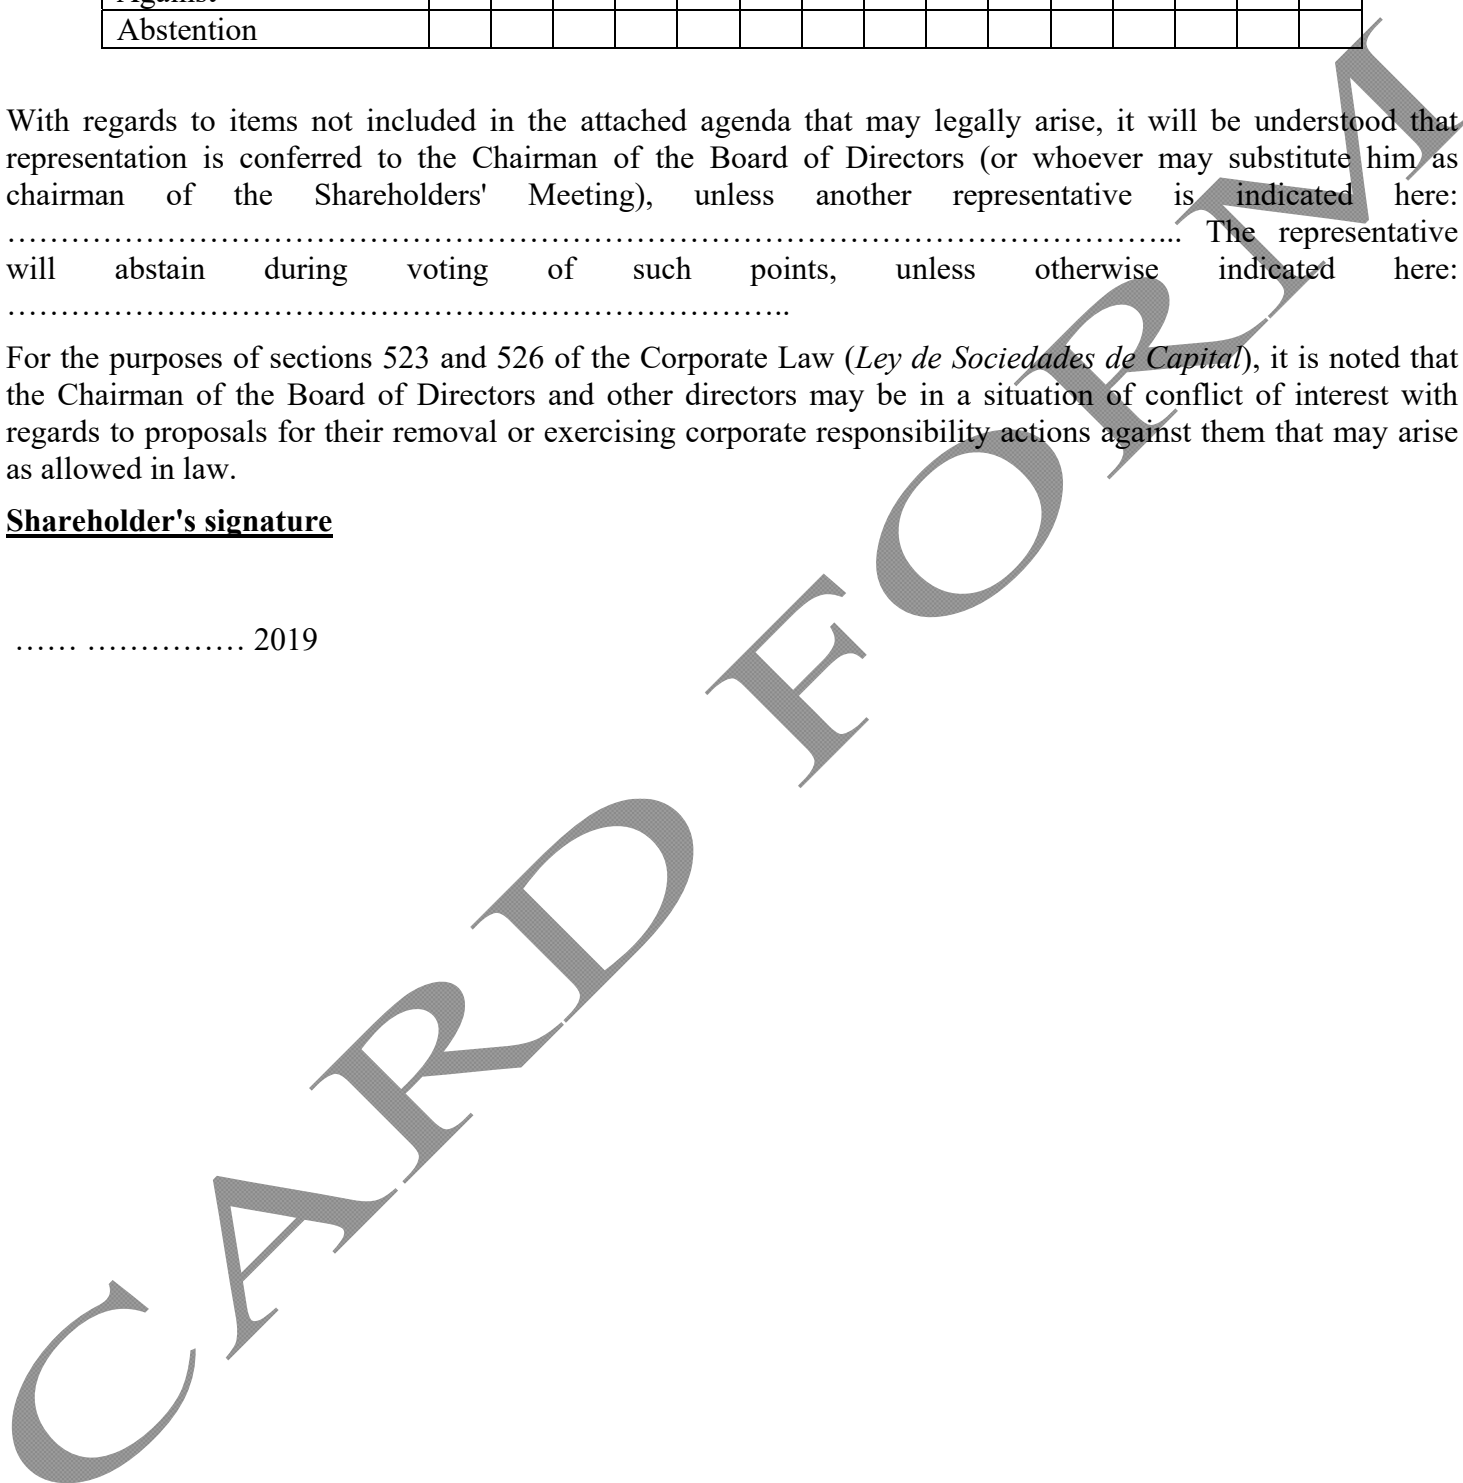 Against
Abstention
With regards to items not included in the attached agenda that may legally arise, it will be understood that
representation is conferred to the Chairman of the Board of Directors (or whoever may substitute him as
chairman of the Shareholders' Meeting), unless another representative is indicated here:
……………………………………………………………………………………………... The representative
will abstain during voting of such points, unless otherwise indicated here:
……………………………………………………………..
For the purposes of sections 523 and 526 of the Corporate Law (Ley de Sociedades de Capital), it is noted that
the Chairman of the Board of Directors and other directors may be in a situation of conflict of interest with
regards to proposals for their removal or exercising corporate responsibility actions against them that may arise
as allowed in law.
Shareholder's signature
…… …………… 2019
CARD FORM